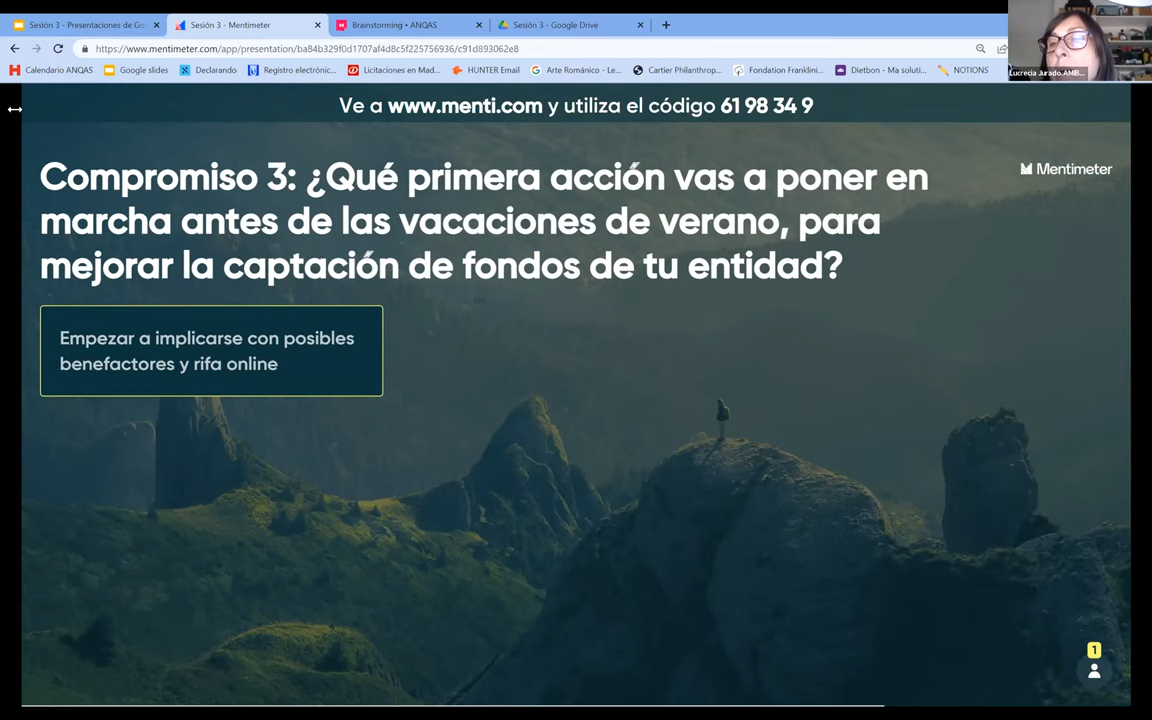 Sesión 3 - Presentaciones de Go
Sesión 3 - Mentimeter
Brainstorming • ANQAS
Sesión 3 - Google Drive
https://www.mentimeter.com/app/presentation/ba84b329f0d1707af4d8c5f225756936/c91d893062e8
Calendario ANQAS
Google slides
Declarando
Registro electrónic...
Licitaciones en Mad...
HUNTER Email
Arte Románico - Le...
Cartier Philanthrop...
Fondation Franklini...
Dietbon - Ma soluti...
NOTIONS
Lucrecia Jurado.AMIB...
Ve a www.menti.com y utiliza el código 61 98 34 9
Compromiso 3: ¿Qué primera acción vas a poner en
marcha antes de las vacaciones de verano, para
mejorar la captación de fondos de tu entidad?
Mentimeter
Empezar a implicarse con posibles
benefactores y rifa online
1